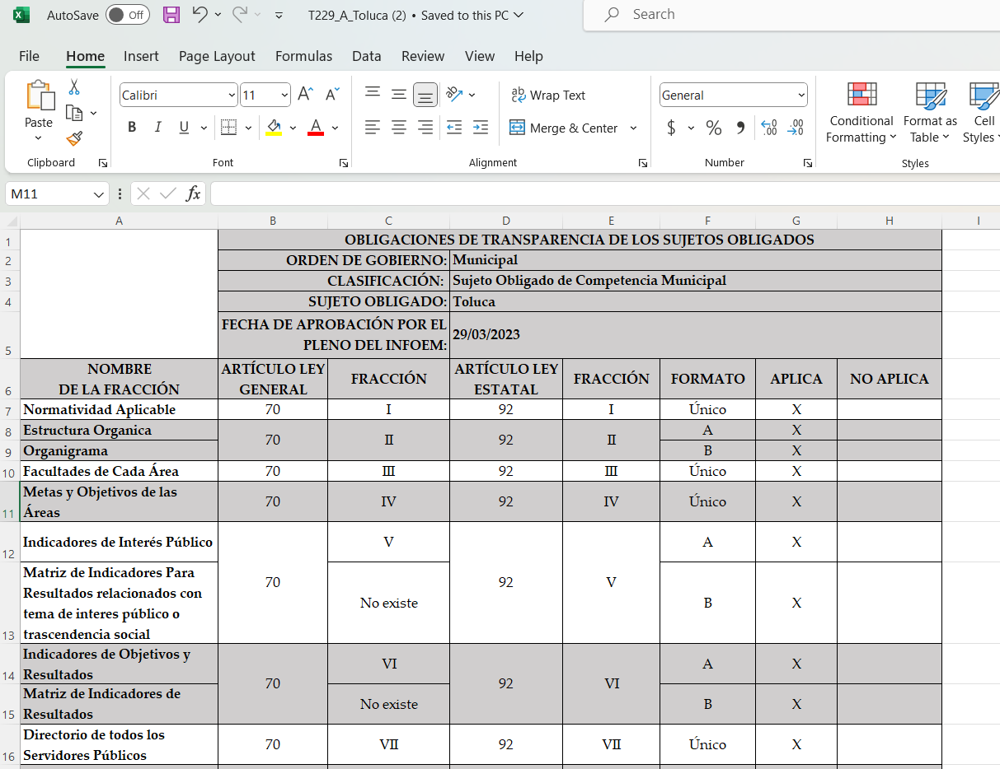 AutoSave Off T229_A_Toluca (2) • Saved to this PC Search
File Home Insert Page Layout Formulas Data Review View Help
Paste Calibri 11 A A Wrap Text General Conditional Formatting Format as Table Cell Styles
B I U A Merge & Center $ % 9 .00 .00
Clipboard Font Alignment Number Styles
M11 fx
A B C D E F G H I
1 OBLIGACIONES DE TRANSPARENCIA DE LOS SUJETOS OBLIGADOS
2 ORDEN DE GOBIERNO: Municipal
3 CLASIFICACIÓN: Sujeto Obligado de Competencia Municipal
4 SUJETO OBLIGADO: Toluca
5 FECHA DE APROBACIÓN POR EL PLENO DEL INFOEM: 29/03/2023
6 NOMBRE DE LA FRACCIÓN ARTÍCULO LEY GENERAL FRACCIÓN ARTÍCULO LEY ESTATAL FRACCIÓN FORMATO APLICA NO APLICA
7 Normatividad Aplicable 70 I 92 I Único X
8 Estructura Organica 70 II 92 II A X
9 Organigrama B X
10 Facultades de Cada Área 70 III 92 III Único X
11 Metas y Objetivos de las Áreas 70 IV 92 IV Único X
12 Indicadores de Interés Público 70 V 92 V A X
13 Matriz de Indicadores Para Resultados relacionados con tema de interes público o trascendencia social No existe B X
14 Indicadores de Objetivos y Resultados 70 VI 92 VI A X
15 Matriz de Indicadores de Resultados No existe B X
16 Directorio de todos los Servidores Públicos 70 VII 92 VII Único X